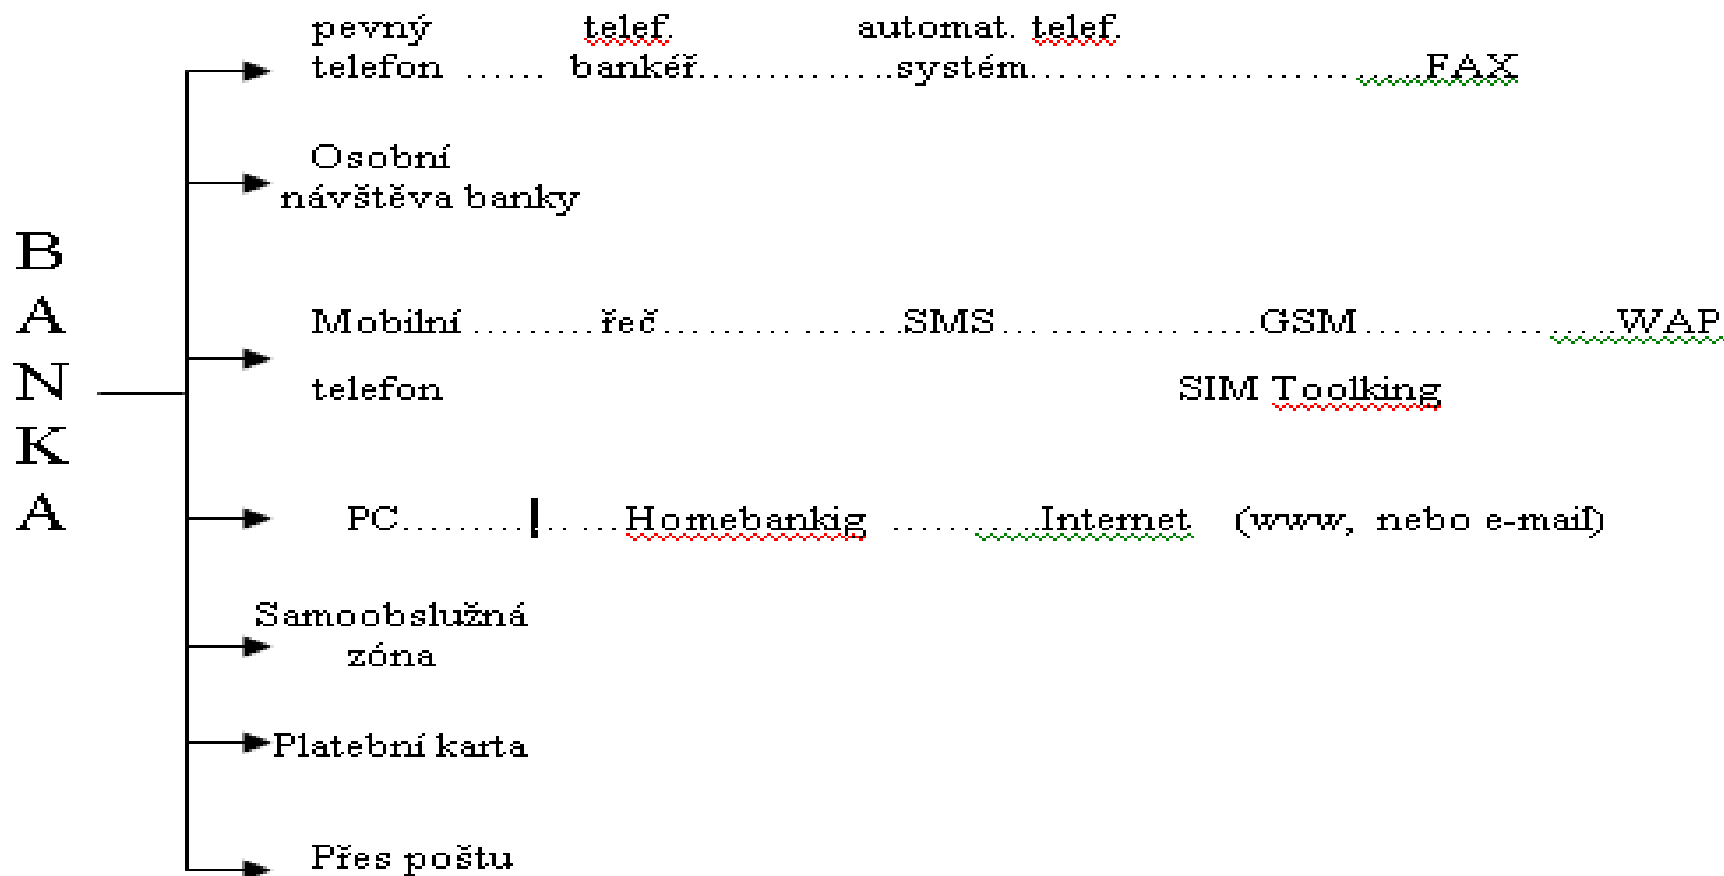 pevný telef. automat. telef.
telefon ...... bankéř...............systém..............................FAX
Osobní
návštěva banky
B
A
N
K
A
Mobilní .........řeč..................SMS....................GSM....................WAP
telefon SIM Toolking
PC.................Homebankig ............Internet (www, nebo e-mail)
Samoobslužná
zóna
Platební karta
Přes poštu